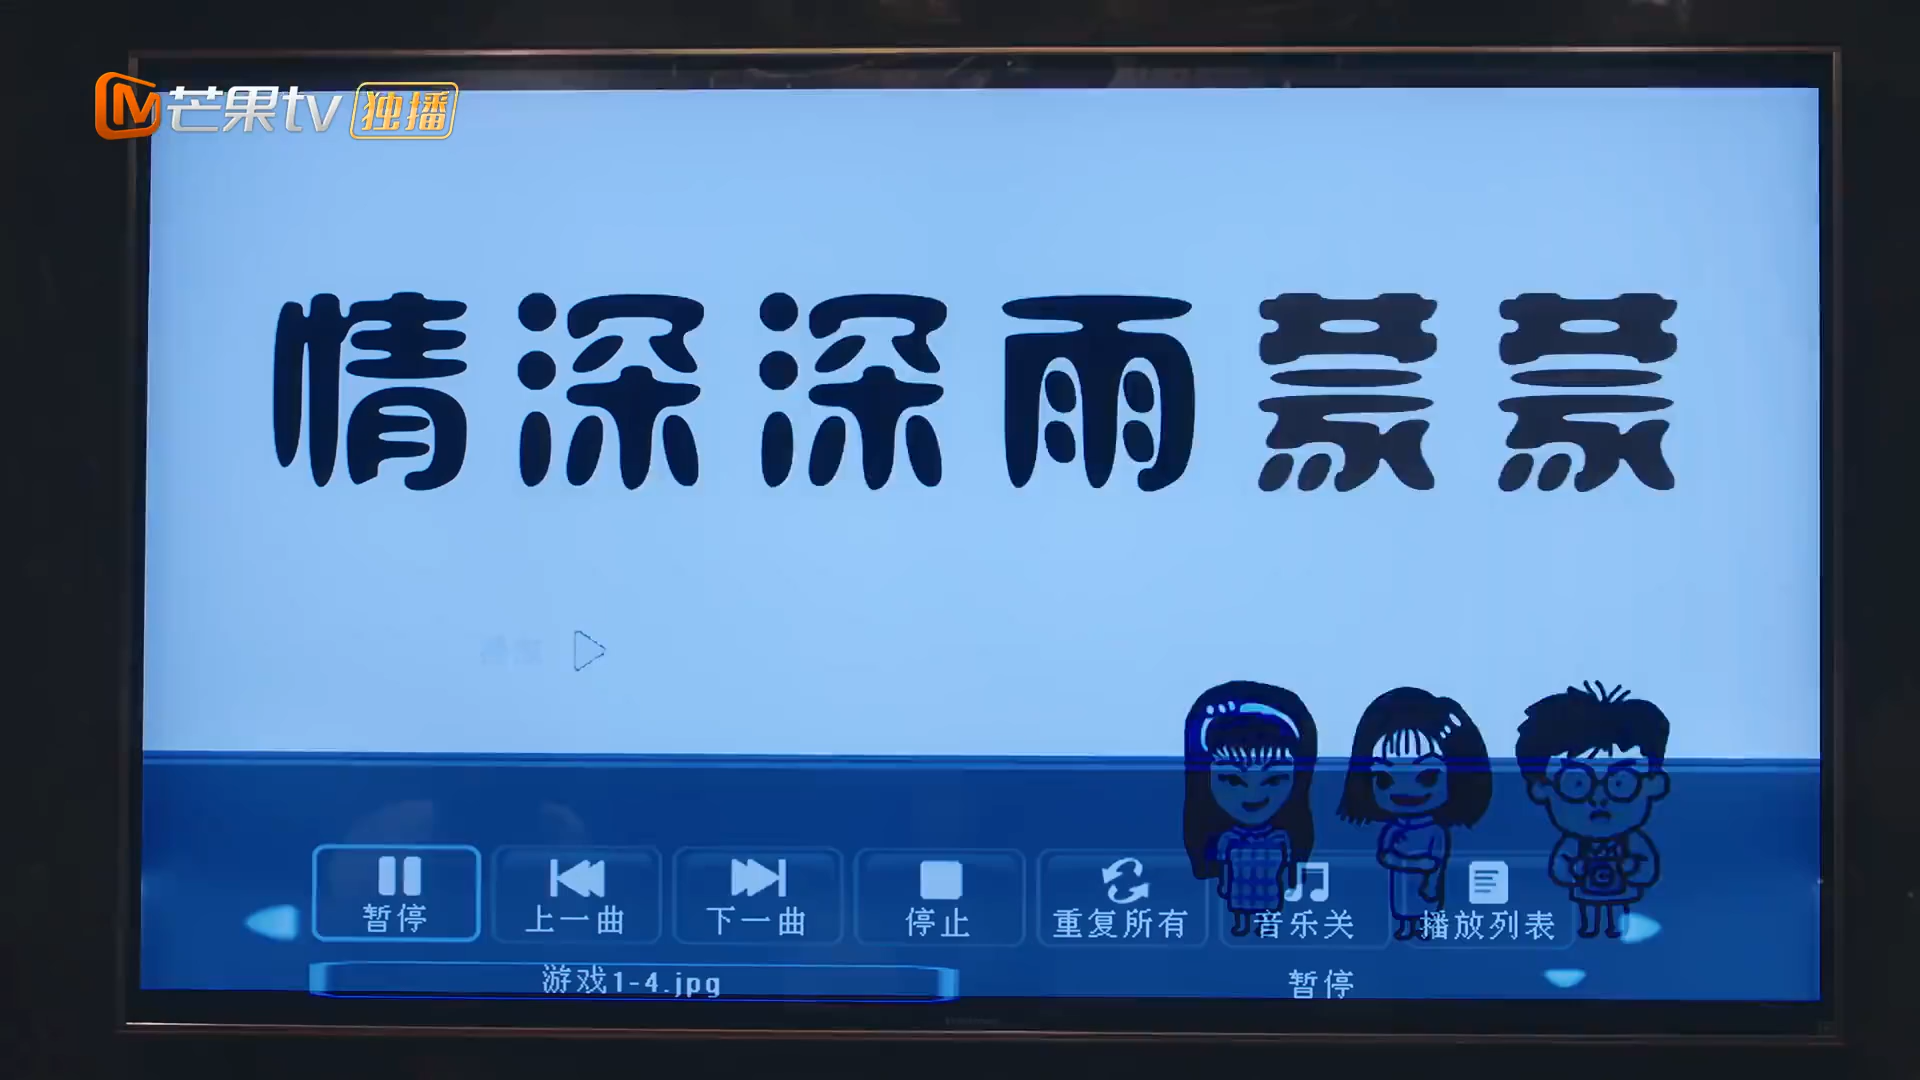 芒果tv 独播
情深深雨蒙蒙
暂停 上一曲 下一曲 停止 重复所有 音乐关 播放列表
游戏1-4.jpg 暂停